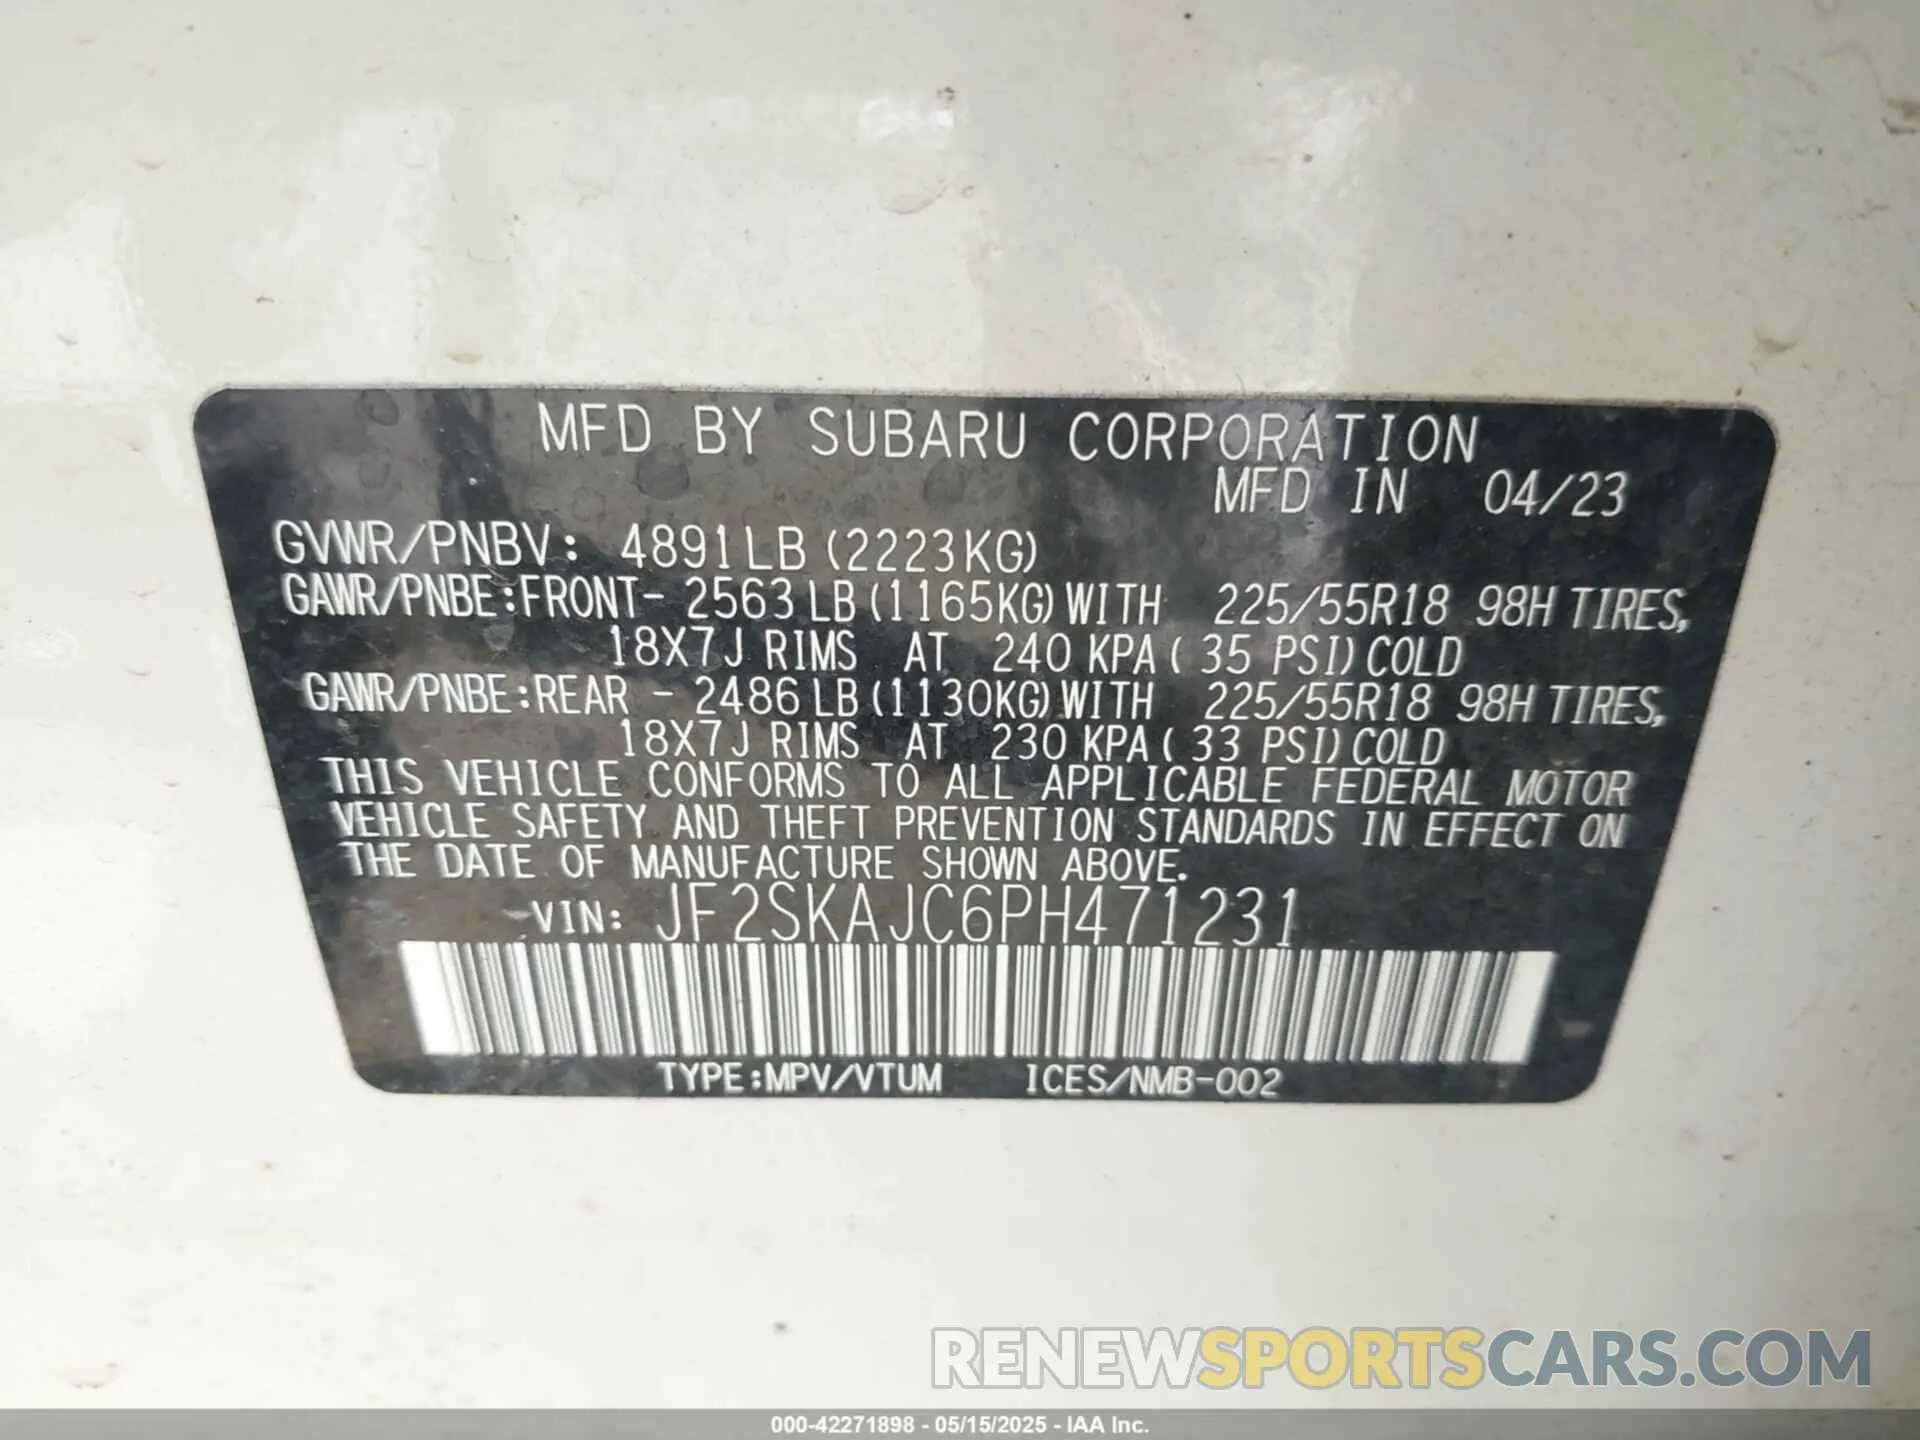 MFD BY SUBARU CORPORATION
MFD IN 04/23
GVWR/PNBV: 4891LB (2223KG)
GAWR/PNBE:FRONT- 2563 LB (1165KG) WITH 225/55R18 98H TIRES,
18X7J RIMS AT 240 KPA ( 35 PSI) COLD
GAWR/PNBE:REAR - 2486 LB (1130KG) WITH 225/55R18 98H TIRES,
18X7J RIMS AT 230 KPA ( 33 PSI) COLD
THIS VEHICLE CONFORMS TO ALL APPLICABLE FEDERAL MOTOR
VEHICLE SAFETY AND THEFT PREVENTION STANDARDS IN EFFECT ON
THE DATE OF MANUFACTURE SHOWN ABOVE.
VIN: JF2SKAJC6PH471231
TYPE:MPV/VTUM ICES/NMB-002
RENEWSPORTSCARS.COM
000-42271898 - 05/15/2025 - IAA Inc.